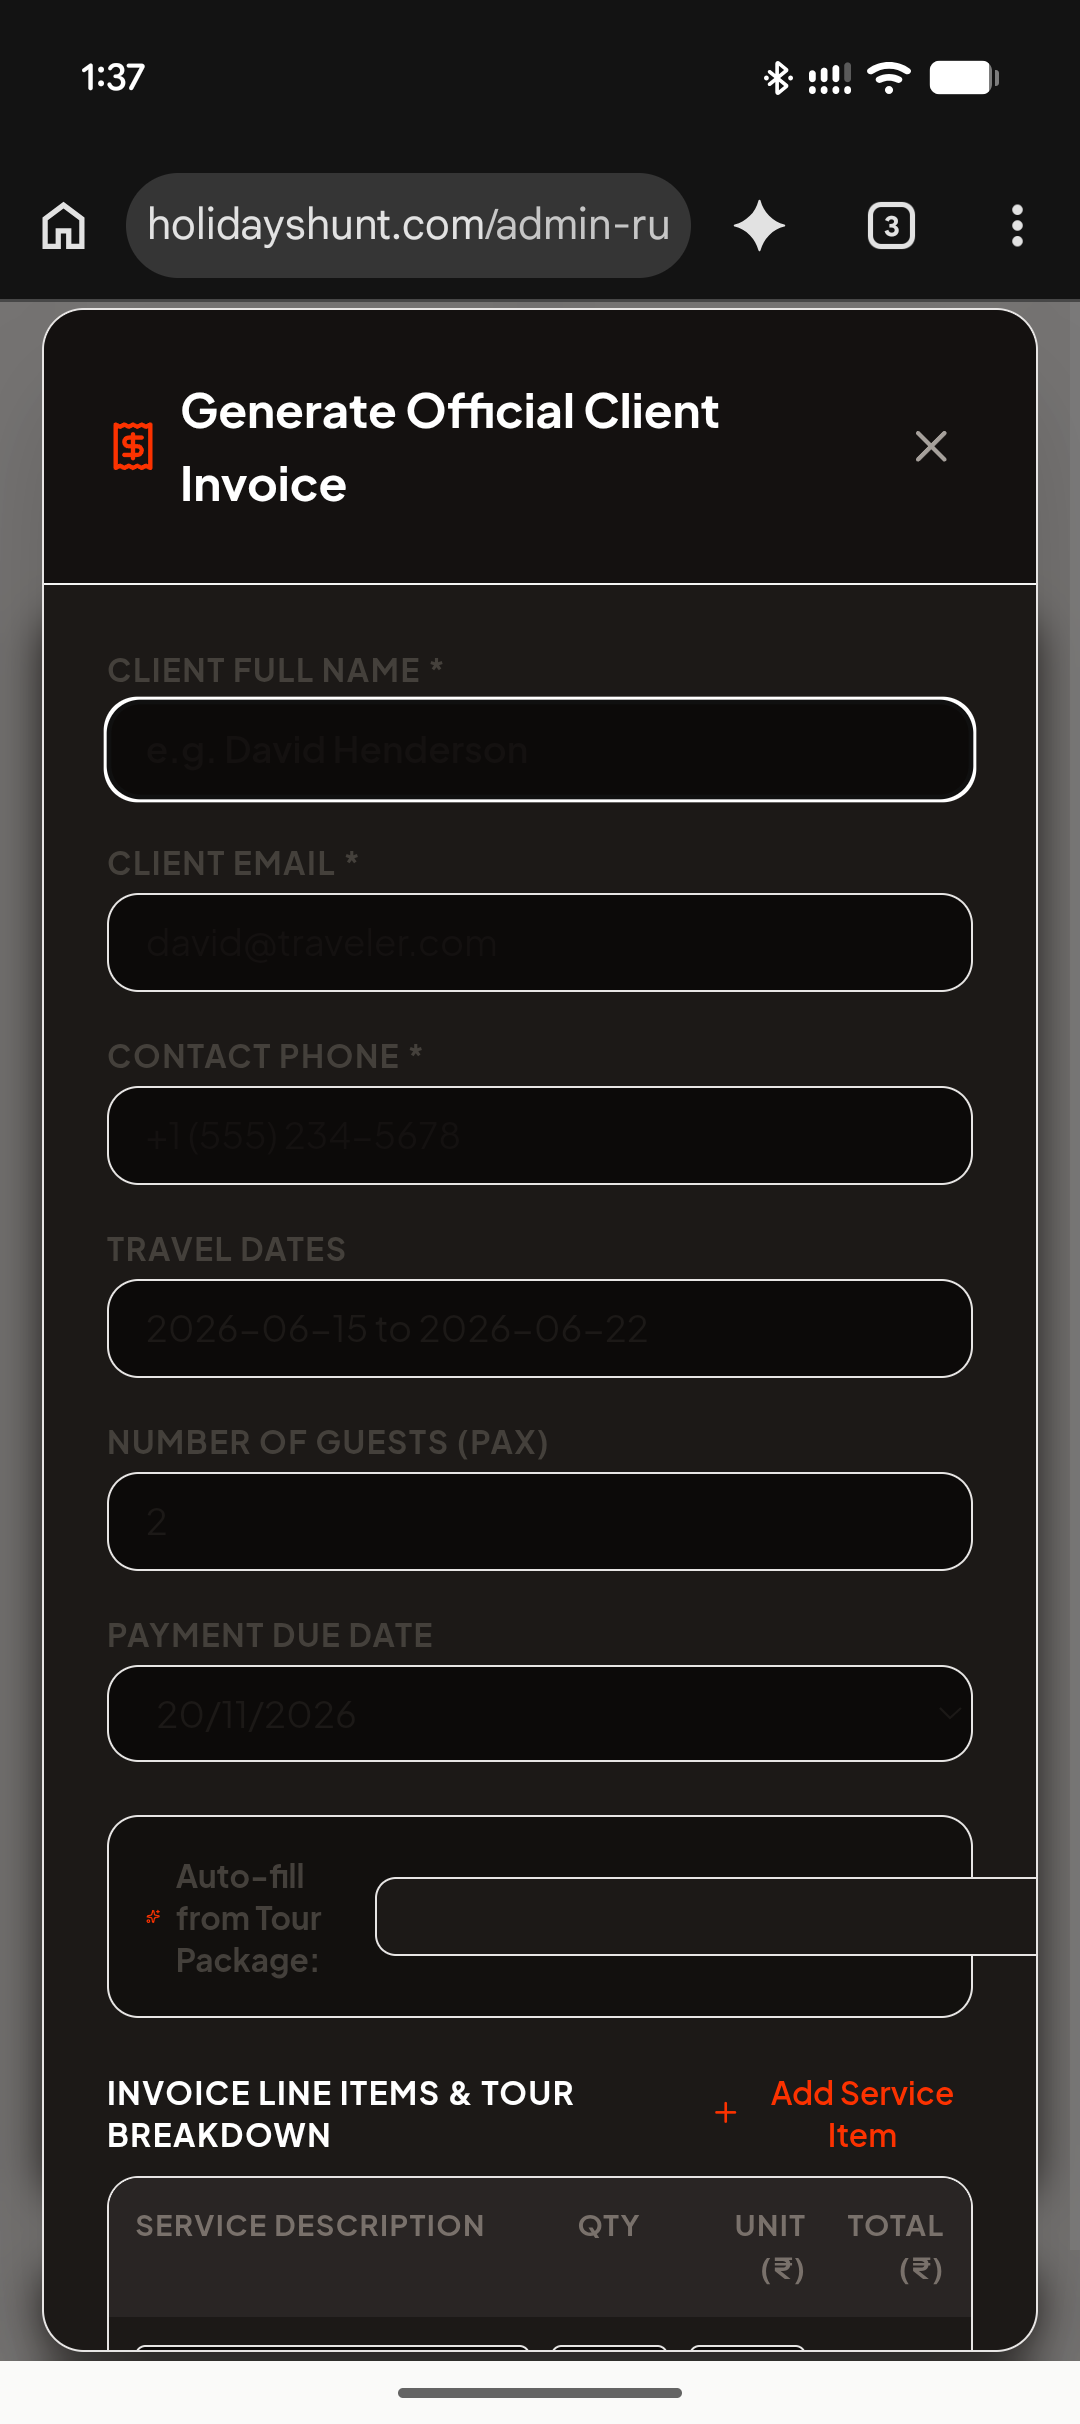 1:37
holidayshunt.com/admin-ru
3
Generate Official Client
Invoice
CLIENT FULL NAME *
e.g. David Henderson
CLIENT EMAIL *
david@traveler.com
CONTACT PHONE *
+1 (555) 234-5678
TRAVEL DATES
2026-06-15 to 2026-06-22
NUMBER OF GUESTS (PAX)
2
PAYMENT DUE DATE
20/11/2026
Auto-fill
from Tour
Package:
INVOICE LINE ITEMS & TOUR
BREAKDOWN
+ Add Service
Item
SERVICE DESCRIPTION QTY UNIT TOTAL
(₹) (₹)